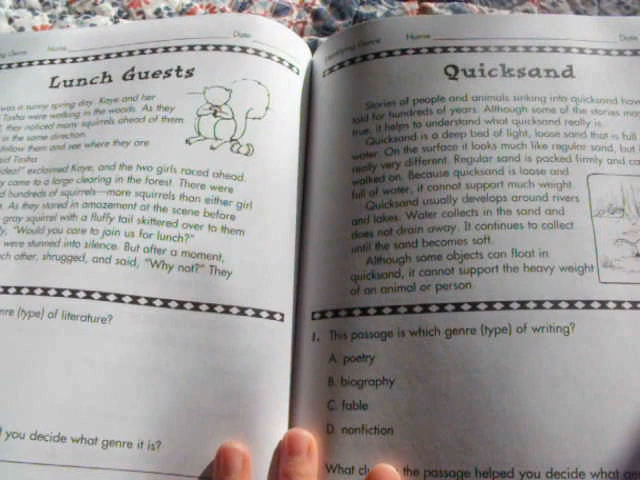 Name Date
Lunch Guests
was a sunny spring day. Kaye and her
Tasha were walking in the woods. As they
they noticed more squirrels ahead of them
in the same direction.
follow them and see where they are
Tasha.
exclaimed Kaye, and the two girls raced ahead.
came to a large clearing in the forest. There were
hundreds of squirrels—more squirrels than either girl
As they stared in amazement at the scene before
gray squirrel with a fluffy tail skittered over to them
"Would you care to join us for lunch?"
were stunned into silence. But after a moment,
other, shrugged, and said, "Why not?" They
(type) of literature?
you decide what genre it is?
Identifying Genre Name Date
Quicksand
Stories of people and animals sinking into quicksand
told for hundreds of years. Although some of the stories
true, it helps to understand what quicksand really is.
Quicksand is a deep bed of light, loose sand that is full
water. On the surface it looks much like regular sand, but
really very different. Regular sand is packed firmly and
walked on. Because quicksand is loose and
full of water, it cannot support much weight.
Quicksand usually develops around rivers
and lakes. Water collects in the sand and
does not drain away. It continues to collect
until the sand becomes soft.
Although some objects can float in
quicksand, it cannot support the heavy weight
of an animal or person.
1. This passage is which genre (type) of writing?
A. poetry
B. biography
C. fable
D. nonfiction
What the passage helped you decide what